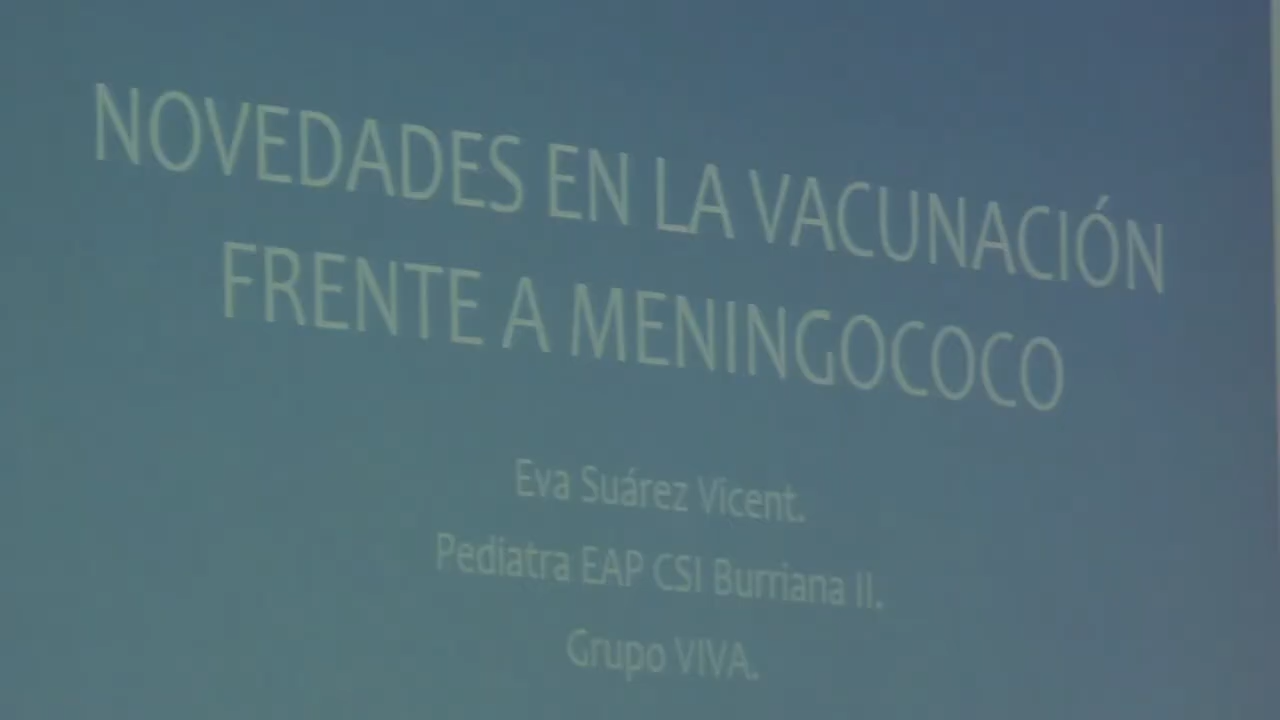 NOVEDADES EN LA VACUNACIÓN
FRENTE A MENINGOCOCO
Eva Suárez Vicent.
Pediatra EAP CSI Burriana II.
Grupo VIVA.